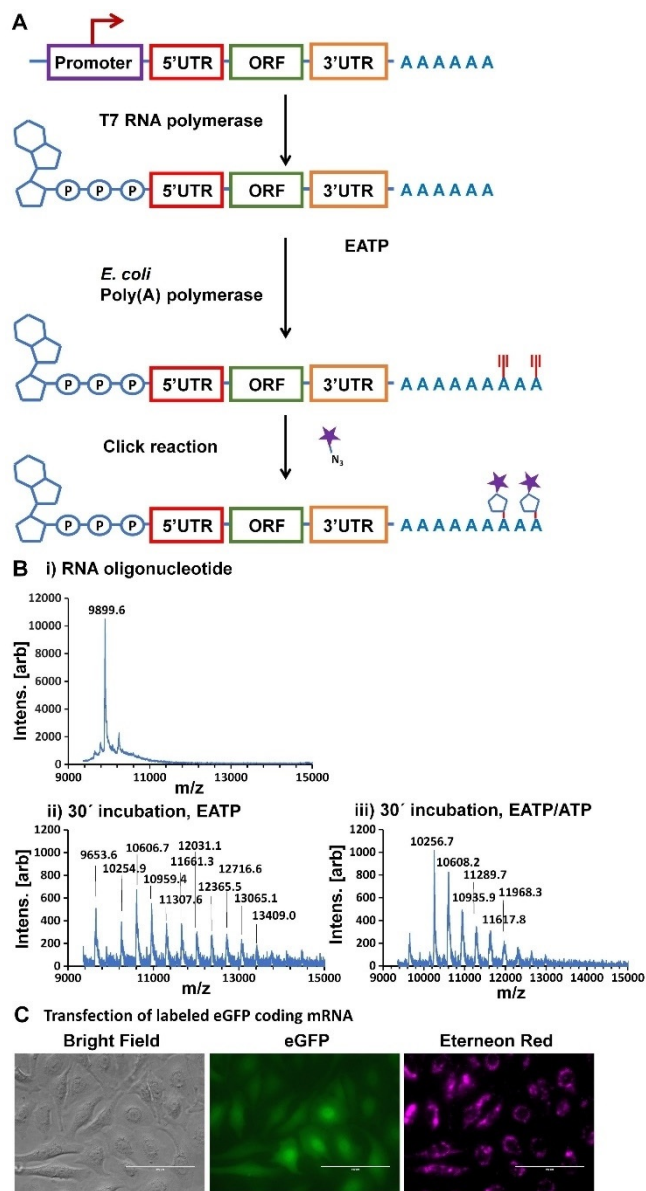 A
Promoter 5'UTR ORF 3'UTR A A A A A A
T7 RNA polymerase
P P P 5'UTR ORF 3'UTR A A A A A A
EATP
E. coli
Poly(A) polymerase
P P P 5'UTR ORF 3'UTR A A A A A A A A A
Click reaction
N3
P P P 5'UTR ORF 3'UTR A A A A A A A A A
B i) RNA oligonucleotide
Intens. [arb]
12000
10000
8000
6000
4000
2000
0
9899.6
9000 11000 13000 15000
m/z
ii) 30´ incubation, EATP
Intens. [arb]
1200
1000
800
600
400
200
0
9653.6
10254.9
10606.7
10959.4
11307.6
11661.3
12031.1
12365.5
12716.6
13065.1
13409.0
9000 11000 13000 15000
m/z
iii) 30´ incubation, EATP/ATP
Intens. [arb]
1200
1000
800
600
400
200
0
10256.7
10608.2
10935.9
11289.7
11617.8
11968.3
9000 10000 11000 12000 13000 14000 15000
m/z
C Transfection of labeled eGFP coding mRNA
Bright Field eGFP Eterneon Red